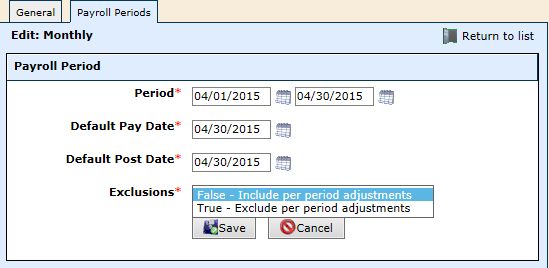 General Payroll Periods
Edit: Monthly Return to list
Payroll Period
Period* 04/01/2015 04/30/2015
Default Pay Date* 04/30/2015
Default Post Date* 04/30/2015
Exclusions* False - Include per period adjustments
True - Exclude per period adjustments
Save Cancel